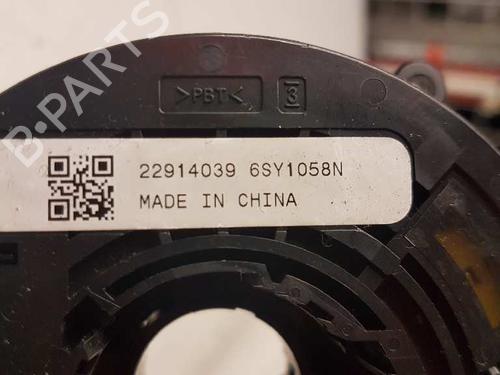 >PBT< 3
B-PARTS
22914039 6SY1058N
MADE IN CHINA